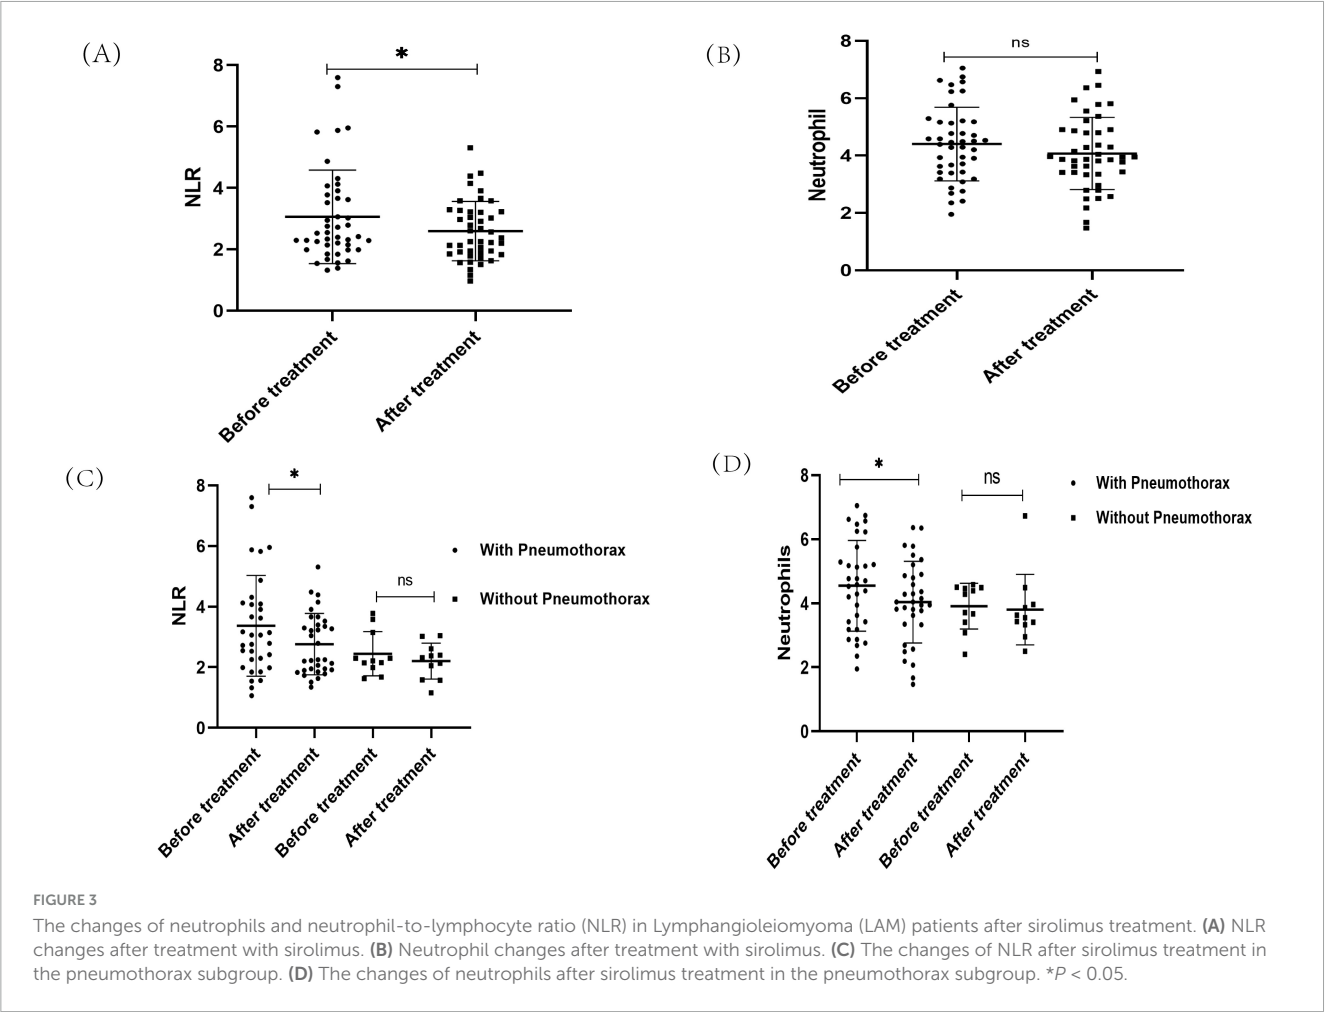 (A)
*
8
6
4
2
0
NLR
Before treatment
After treatment
(B)
ns
8
6
4
2
0
Neutrophil
Before treatment
After treatment
(C)
*
ns
8
6
4
2
0
NLR
Before treatment
After treatment
Before treatment
After treatment
With Pneumothorax
Without Pneumothorax
(D)
*
ns
8
6
4
2
0
Neutrophils
Before treatment
After treatment
Before treatment
After treatment
With Pneumothorax
Without Pneumothorax
FIGURE 3
The changes of neutrophils and neutrophil-to-lymphocyte ratio (NLR) in Lymphangioleiomyoma (LAM) patients after sirolimus treatment. (A) NLR
changes after treatment with sirolimus. (B) Neutrophil changes after treatment with sirolimus. (C) The changes of NLR after sirolimus treatment in
the pneumothorax subgroup. (D) The changes of neutrophils after sirolimus treatment in the pneumothorax subgroup. *P < 0.05.